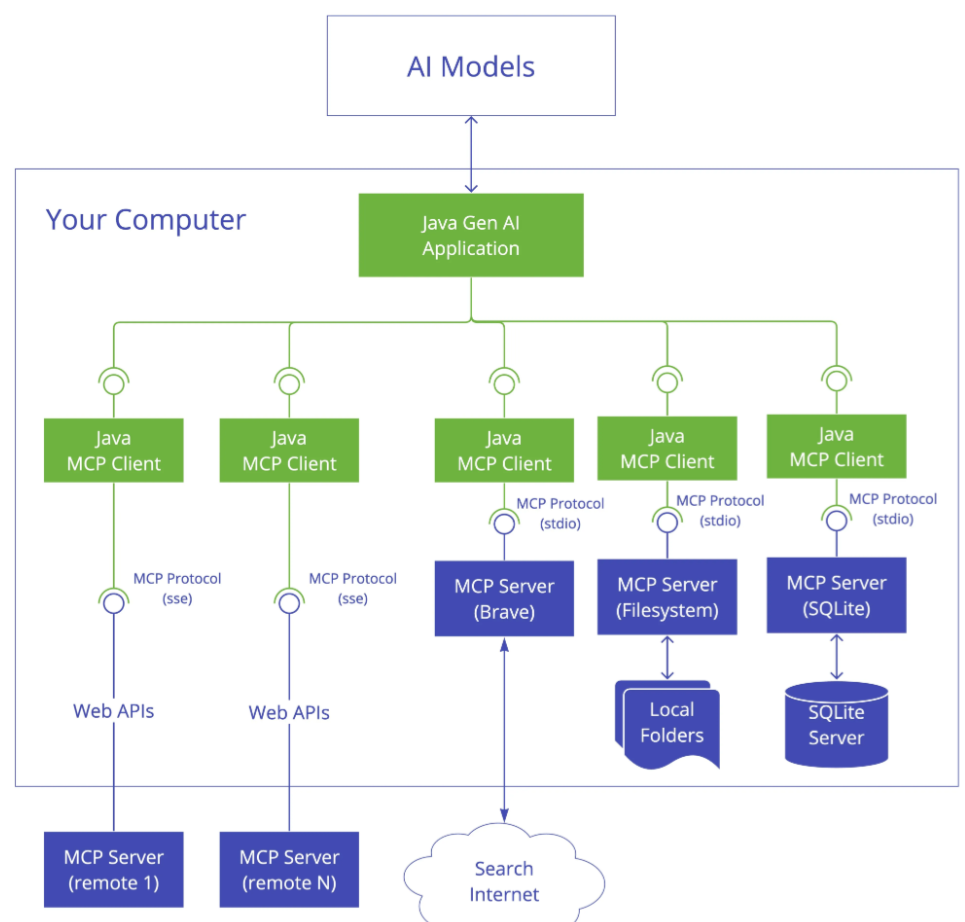 AI Models
Your Computer
Java Gen AI
Application
Java
MCP Client
Java
MCP Client
Java
MCP Client
Java
MCP Client
Java
MCP Client
MCP Protocol
(stdio)
MCP Protocol
(stdio)
MCP Protocol
(stdio)
MCP Protocol
(sse)
MCP Protocol
(sse)
MCP Server
(Brave)
MCP Server
(Filesystem)
MCP Server
(SQLite)
Web APIs
Web APIs
Local
Folders
SQLite
Server
MCP Server
(remote 1)
MCP Server
(remote N)
Search
Internet